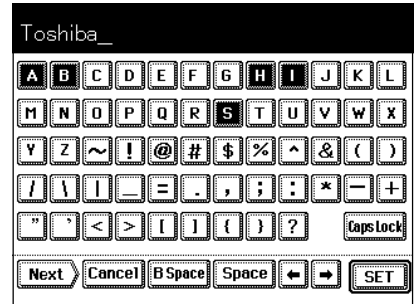 Toshiba_
A B C D E F G H I J K L
M N O P Q R S T U V W X
Y Z ~ ! @ # $ % ^ & ( )
/ \ | _ = . , ; : * - +
" ' < > [ ] { } ? Caps Lock
Next Cancel B Space Space ← → SET